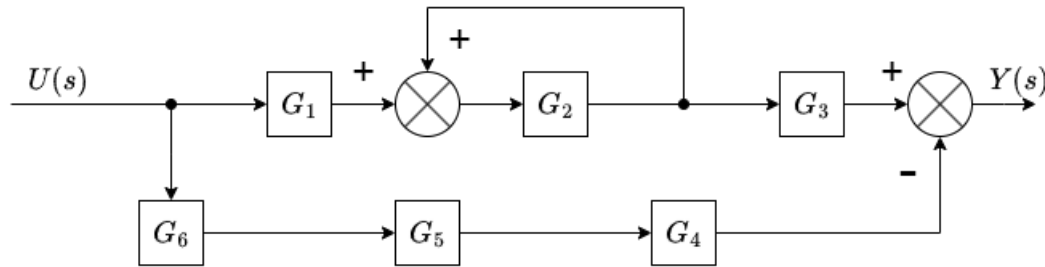 +
+
+
U(s)
Y(s)
G₁
G₂
G₃
-
G₆
G₅
G₄